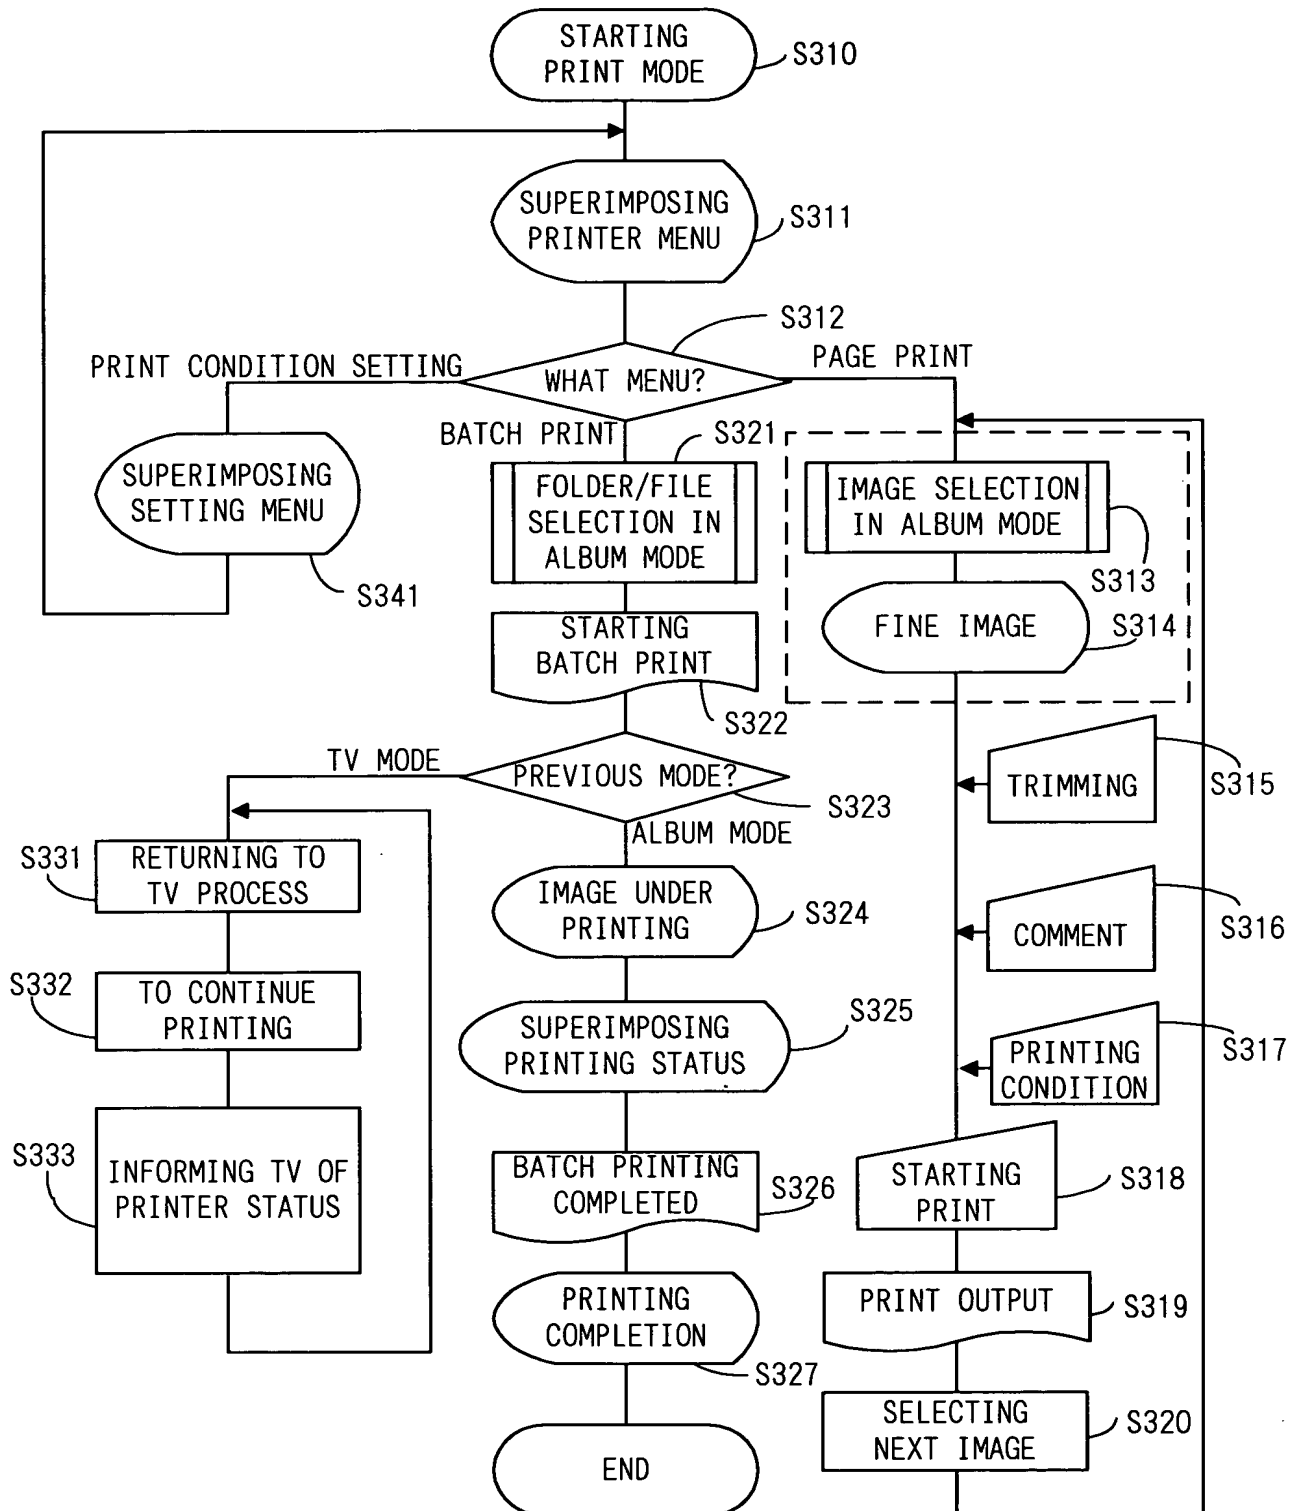 STARTING
PRINT MODE
S310
SUPERIMPOSING
PRINTER MENU
S311
S312
PRINT CONDITION SETTING
WHAT MENU?
PAGE PRINT
BATCH PRINT
S321
SUPERIMPOSING
SETTING MENU
S341
FOLDER/FILE
SELECTION IN
ALBUM MODE
IMAGE SELECTION
IN ALBUM MODE
S313
STARTING
BATCH PRINT
S322
FINE IMAGE
S314
TV MODE
PREVIOUS MODE?
S323
ALBUM MODE
TRIMMING
S315
S331
RETURNING TO
TV PROCESS
IMAGE UNDER
PRINTING
S324
COMMENT
S316
S332
TO CONTINUE
PRINTING
SUPERIMPOSING
PRINTING STATUS
S325
PRINTING
CONDITION
S317
S333
INFORMING TV OF
PRINTER STATUS
BATCH PRINTING
COMPLETED
S326
STARTING
PRINT
S318
PRINTING
COMPLETION
S327
PRINT OUTPUT
S319
SELECTING
NEXT IMAGE
S320
END